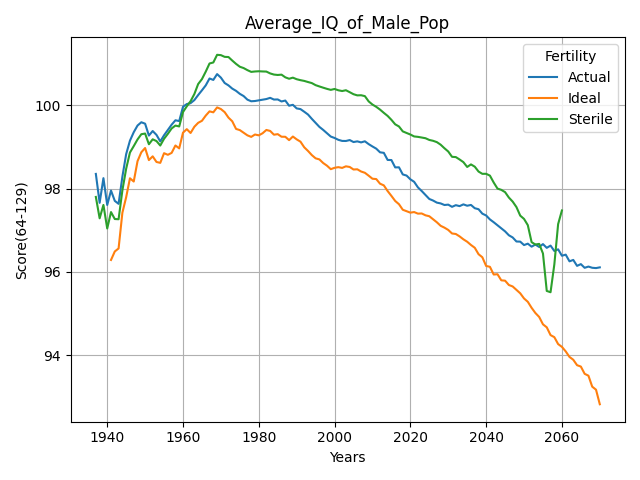 Average_IQ_of_Male_Pop
Fertility
Actual
Ideal
Sterile
Score(64-129)
100
98
96
94
1940 1960 1980 2000 2020 2040 2060
Years